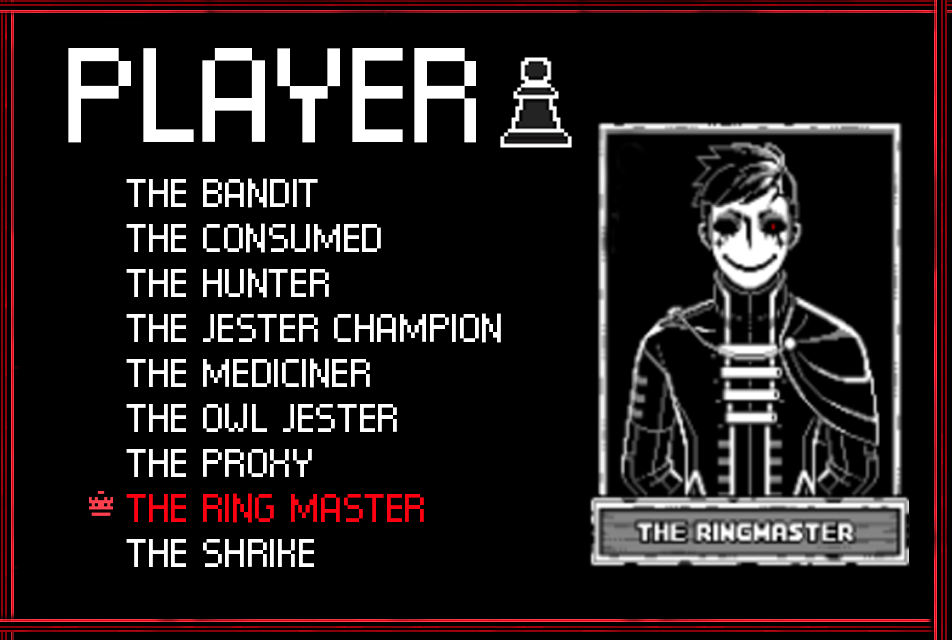 PLAYER
THE BANDIT
THE CONSUMED
THE HUNTER
THE JESTER CHAMPION
THE MEDICINER
THE OWL JESTER
THE PROXY
THE RING MASTER
THE SHRIKE
THE RINGMASTER